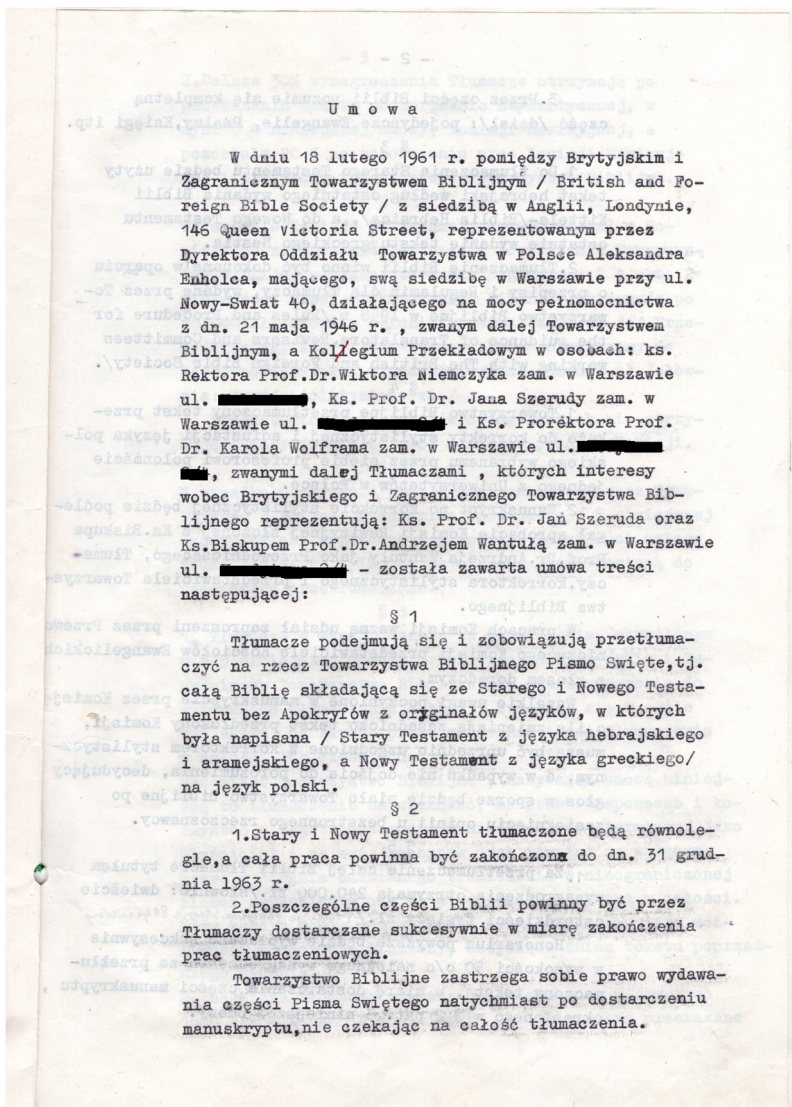 U m o w a
W dniu 18 lutego 1961 r. pomiędzy Brytyjskim i
Zagranicznym Towarzystwem Biblijnym / British and Fo-
reign Bible Society / z siedzibą w Anglii, Londynie,
146 Queen Victoria Street, reprezentowanym przez
Dyrektora Oddziału Towarzystwa w Polsce Aleksandra
Enholca, mającego, swą siedzibę w Warszawie przy ul.
Nowy-Świat 40, działającego na mocy pełnomocnictwa
z dn. 21 maja 1946 r. , zwanym dalej Towarzystwem
Biblijnym, a Kollegium Przekładowym w osobach: ks.
Rektora Prof.Dr.Wiktora Niemczyka zam. w Warszawie
ul. , Ks. Prof. Dr. Jana Szerudy zam. w
Warszawie ul. i Ks. Proréktora Prof.
Dr. Karola Wolframa zam. w Warszawie ul.
, zwanymi dalej Tłumaczami , których interesy
wobec Brytyjskiego i Zagranicznego Towarzystwa Bib-
lijnego reprezentują: Ks. Prof. Dr. Jan Szeruda oraz
Ks.Biskupem Prof.Dr.Andrzejem Wantułą zam. w Warszawie
ul. - została zawarta umowa treści
następującej:
§ 1
Tłumacze podejmują się i zobowiązują przetłuma-
czyć na rzecz Towarzystwa Biblijnego Pismo Święte,tj.
całą Biblię składającą się ze Starego i Nowego Testa-
mentu bez Apokryfów z oryginałów języków, w których
była napisana / Stary Testament z języka hebrajskiego
i aramejskiego, a Nowy Testament z języka greckiego/
na język polski.
§ 2
1.Stary i Nowy Testament tłumaczone będą równole-
gle,a cała praca powinna być zakończona do dn. 31 grud-
nia 1963 r.
2.Poszczególne części Biblii powinny być przez
Tłumaczy dostarczane sukcesywnie w miarę zakończenia
prac tłumaczeniowych.
Towarzystwo Biblijne zastrzega sobie prawo wydawa-
nia części Pisma Świętego natychmiast po dostarczeniu
manuskryptu,nie czekając na całość tłumaczenia.